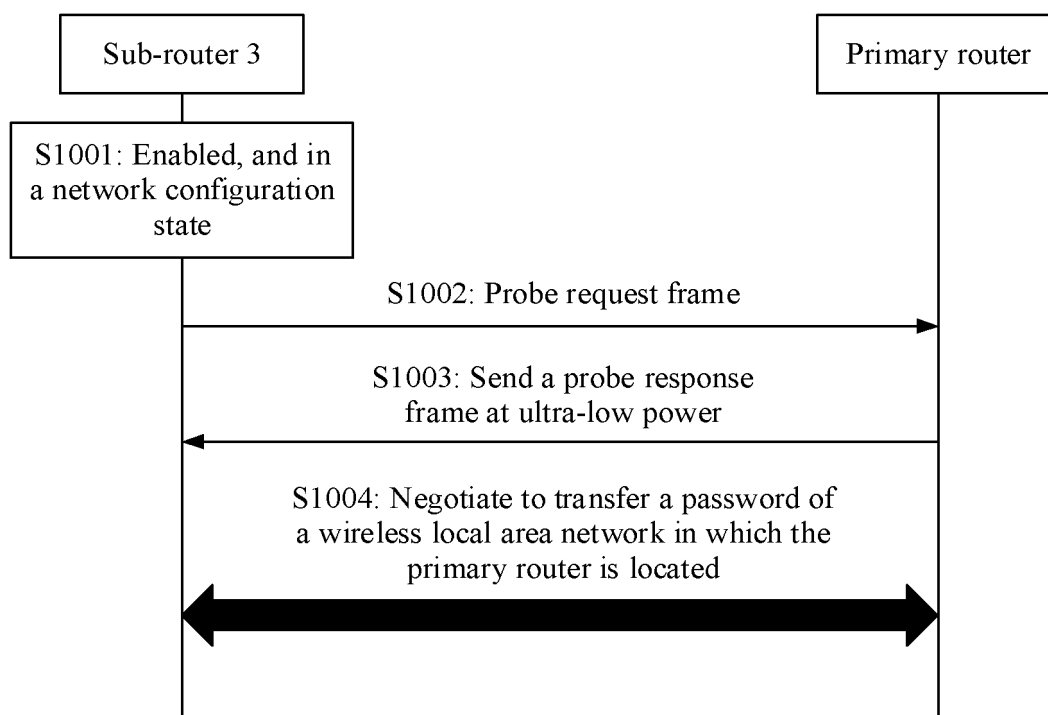 Sub-router 3
Primary router
S1001: Enabled, and in
a network configuration
state
S1002: Probe request frame
S1003: Send a probe response
frame at ultra-low power
S1004: Negotiate to transfer a password of
a wireless local area network in which the
primary router is located